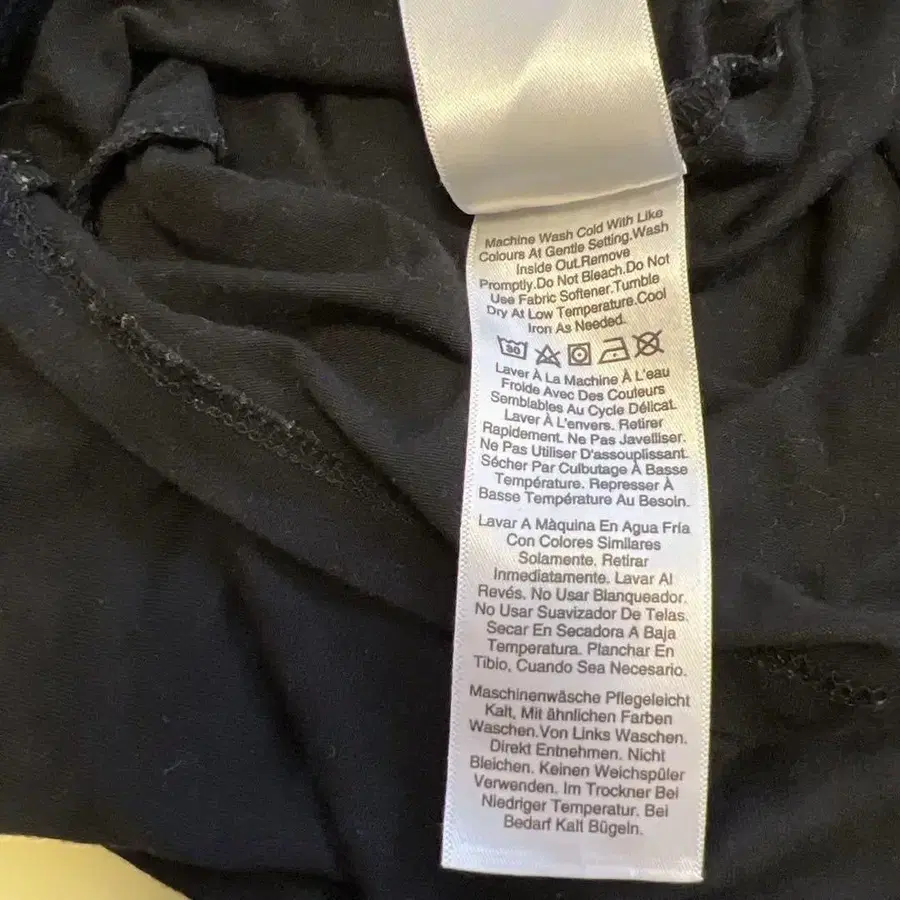 Machine Wash Cold With Like
Colours At Gentle Setting.Wash
Inside Out.Remove
Promptly.Do Not Bleach.Do Not
Use Fabric Softener.Tumble
Dry At Low Temperature.Cool
Iron As Needed.
30
Laver À La Machine À L'eau
Froide Avec Des Couleurs
Semblables Au Cycle Délicat.
Laver À L'envers. Retirer
Rapidement. Ne Pas Javelliser.
Ne Pas Utiliser D'assouplissant.
Sécher Par Culbutage À Basse
Température. Represser À
Basse Température Au Besoin.
Lavar A Màquina En Agua Fría
Con Colores Similares
Solamente. Retirar
Inmediatamente. Lavar Al
Revés. No Usar Blanqueador.
No Usar Suavizador De Telas.
Secar En Secadora A Baja
Temperatura. Planchar En
Tibio, Cuando Sea Necesario.
Maschinenwäsche Pflegeleicht
Kalt, Mit ähnlichen Farben
Waschen.Von Links Waschen.
Direkt Entnehmen. Nicht
Bleichen. Keinen Weichspüler
Verwenden. Im Trockner Bei
Niedriger Temperatur. Bei
Bedarf Kalt Bügeln.